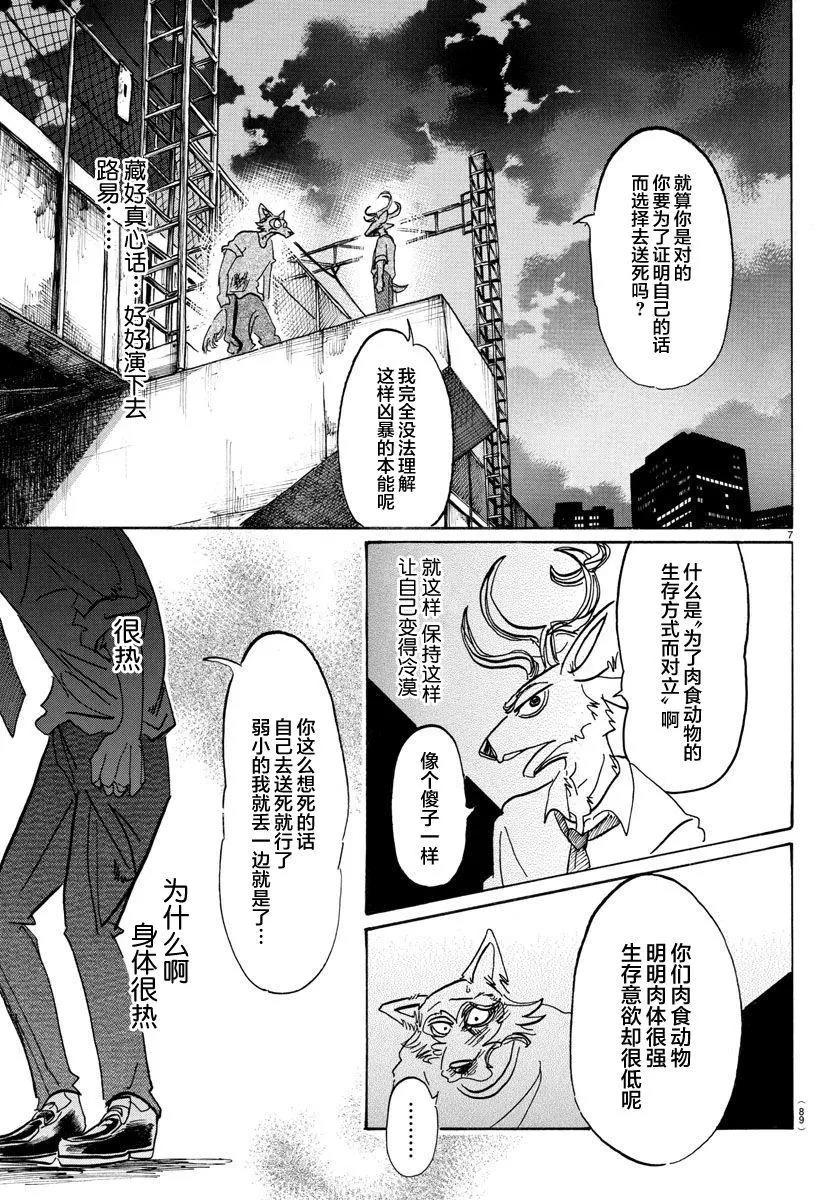 就算你是对的
你要为了证明自己的话
而选择去送死吗?
我完全没法理解
这样凶暴的本能呢
藏好真心话…好好演下去
路易……
7
什么是“为了肉食动物的
生存方式而对立”啊
就这样 保持这样
让自己变得冷漠
像个傻子一样
你们肉食动物
明明肉体很强
生存意欲却很低呢
………
你这么想死的话
自己去送死就行了
弱小的我就丢一边就是了…
很热
为什么啊
身体很热
(89)